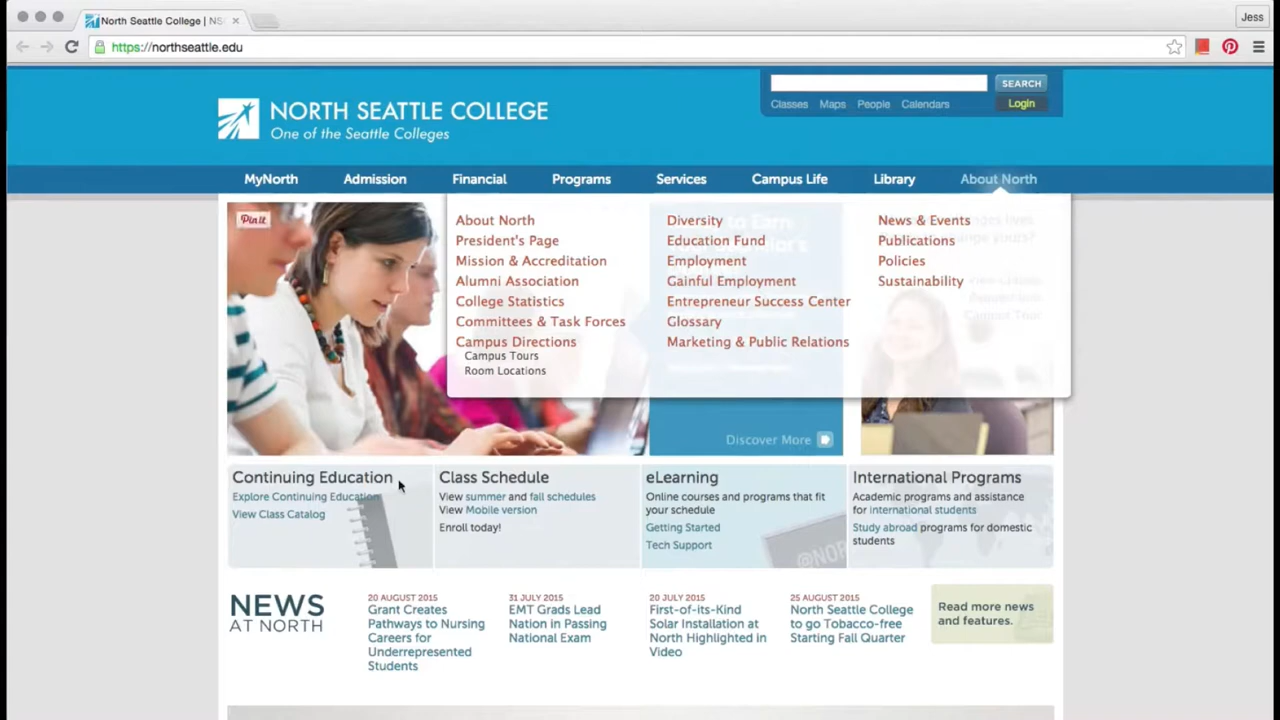 North Seattle College | NS
Jess
https://northseattle.edu
NORTH SEATTLE COLLEGE
One of the Seattle Colleges
SEARCH
Classes Maps People Calendars
Login
MyNorth Admission Financial Programs Services Campus Life Library About North
Pin it
About North
President's Page
Mission & Accreditation
Alumni Association
College Statistics
Committees & Task Forces
Campus Directions
Campus Tours
Room Locations
Diversity
Education Fund
Employment
Gainful Employment
Entrepreneur Success Center
Glossary
Marketing & Public Relations
News & Events
Publications
Policies
Sustainability
Discover More
Continuing Education
Explore Continuing Education
View Class Catalog
Class Schedule
View summer and fall schedules
View Mobile version
Enroll today!
eLearning
Online courses and programs that fit
your schedule
Getting Started
Tech Support
International Programs
Academic programs and assistance
for international students
Study abroad programs for domestic
students
NEWS
AT NORTH
20 AUGUST 2015
Grant Creates
Pathways to Nursing
Careers for
Underrepresented
Students
31 JULY 2015
EMT Grads Lead
Nation in Passing
National Exam
20 JULY 2015
First-of-its-Kind
Solar Installation at
North Highlighted in
Video
25 AUGUST 2015
North Seattle College
to go Tobacco-free
Starting Fall Quarter
Read more news
and features.